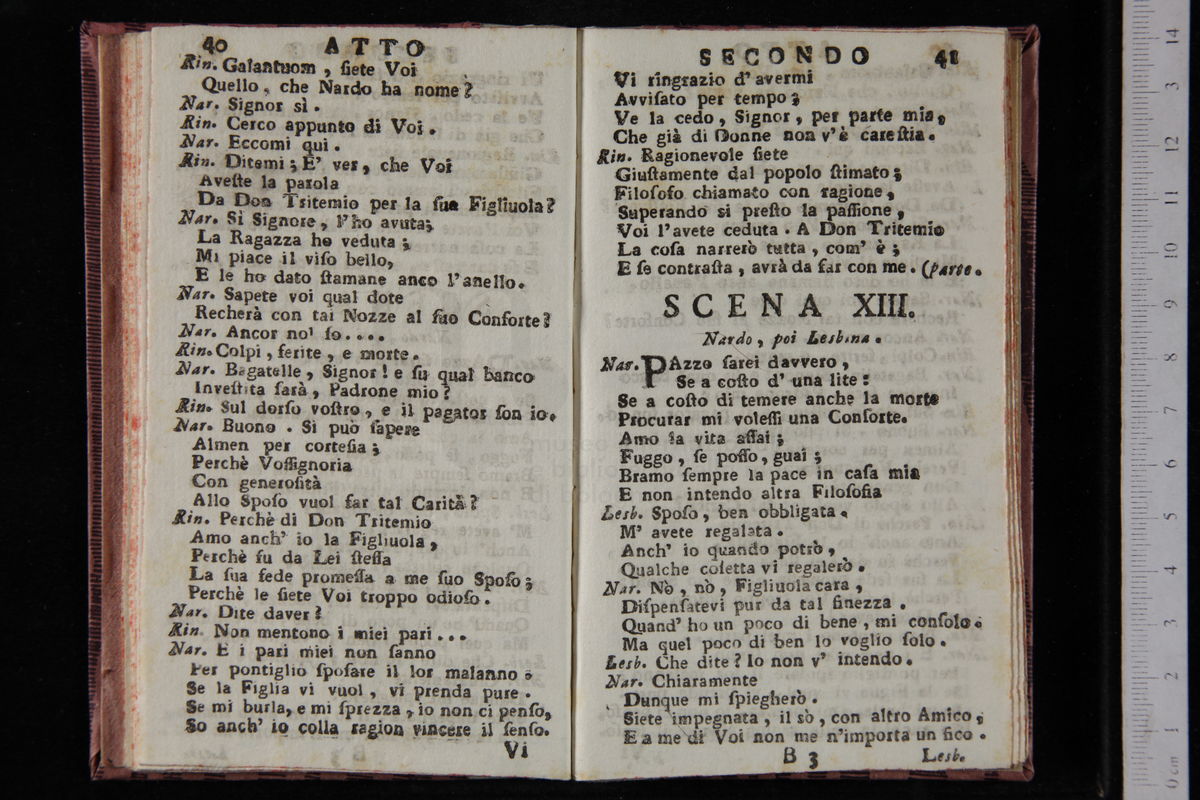 40 ATTO
Rin. Galantuom, ſiete Voi
Quello, che Nardo ha nome?
Nar. Signor sì.
Rin. Cerco appunto di Voi.
Nar. Eccomi qui.
Rin. Ditemi; E' ver, che Voi
Aveſte la parola
Da Don Tritemio per la ſua Figliuola?
Nar. Sì Signore, l'ho avuta;
La Ragazza ho veduta;
Mi piace il viſo bello,
E le ho dato ſtamane anco l'anello.
Nar. Sapete voi qual dote
Recherà con tai Nozze al ſuo Conſorte?
Nar. Ancor no'l ſo....
Rin. Colpi, ferite, e morte.
Nar. Bagatelle, Signor! e ſu qual banco
Inveſtita ſarà, Padrone mio?
Rin. Sul dorſo voſtro, e il pagator ſon io.
Nar. Buono. Si può ſapere
Almen per corteſia;
Perchè Voſſignoria
Con generoſità
Allo Spoſo vuol far tal Carità?
Rin. Perchè di Don Tritemio
Amo anch' io la Figliuola,
Perchè fu da Lei ſteſſa
La ſua fede promeſſa a me ſuo Spoſo;
Perchè le ſiete Voi troppo odioſo.
Nar. Dite daver?
Rin. Non mentono i miei pari...
Nar. E i pari miei non ſanno
Per pontiglio ſpoſare il lor malanno.
Se la Figlia vi vuol, vi prenda pure.
Se mi burla, e mi ſprezza, io non ci penſo,
So anch' io colla ragion vincere il ſenſo.
Vi
SECONDO 41
Vi ringrazio d' avermi
Avviſato per tempo;
Ve la cedo, Signor, per parte mia,
Che già di Donne non v'è careſtia.
Rin. Ragionevole ſiete
Giuſtamente dal popolo ſtimato;
Filoſofo chiamato con ragione,
Superando si preſto la paſſione,
Voi l'avete ceduta. A Don Tritemio
La coſa narrerò tutta, com' è;
E ſe contraſta, avrà da far con me. (parte.
SCENA XIII.
Nardo, poi Lesbina.
Nar. PAzzo ſarei davvero,
Se a coſto d' una lite:
Se a coſto di temere anche la morte
Procurar mi voleſſi una Conſorte.
Amo la vita aſſai;
Fuggo, ſe poſſo, guai;
Bramo ſempre la pace in caſa mia
E non intendo altra Filoſofia
Lesb. Spoſo, ben obbligata.
M' avete regalata.
Anch' io quando potrò,
Qualche coſetta vi regalerò.
Nar. Nò, nò, Figliuola cara,
Diſpenſatevi pur da tal finezza.
Quand' ho un poco di bene, mi conſolo:
Ma quel poco di ben lo voglio ſolo.
Lesb. Che dite? Io non v' intendo.
Nar. Chiaramente
Dunque mi ſpiegherò.
Siete impegnata, il sò, con altro Amico,
E a me di Voi non me n'importa un fico.
B 3 Lesb.